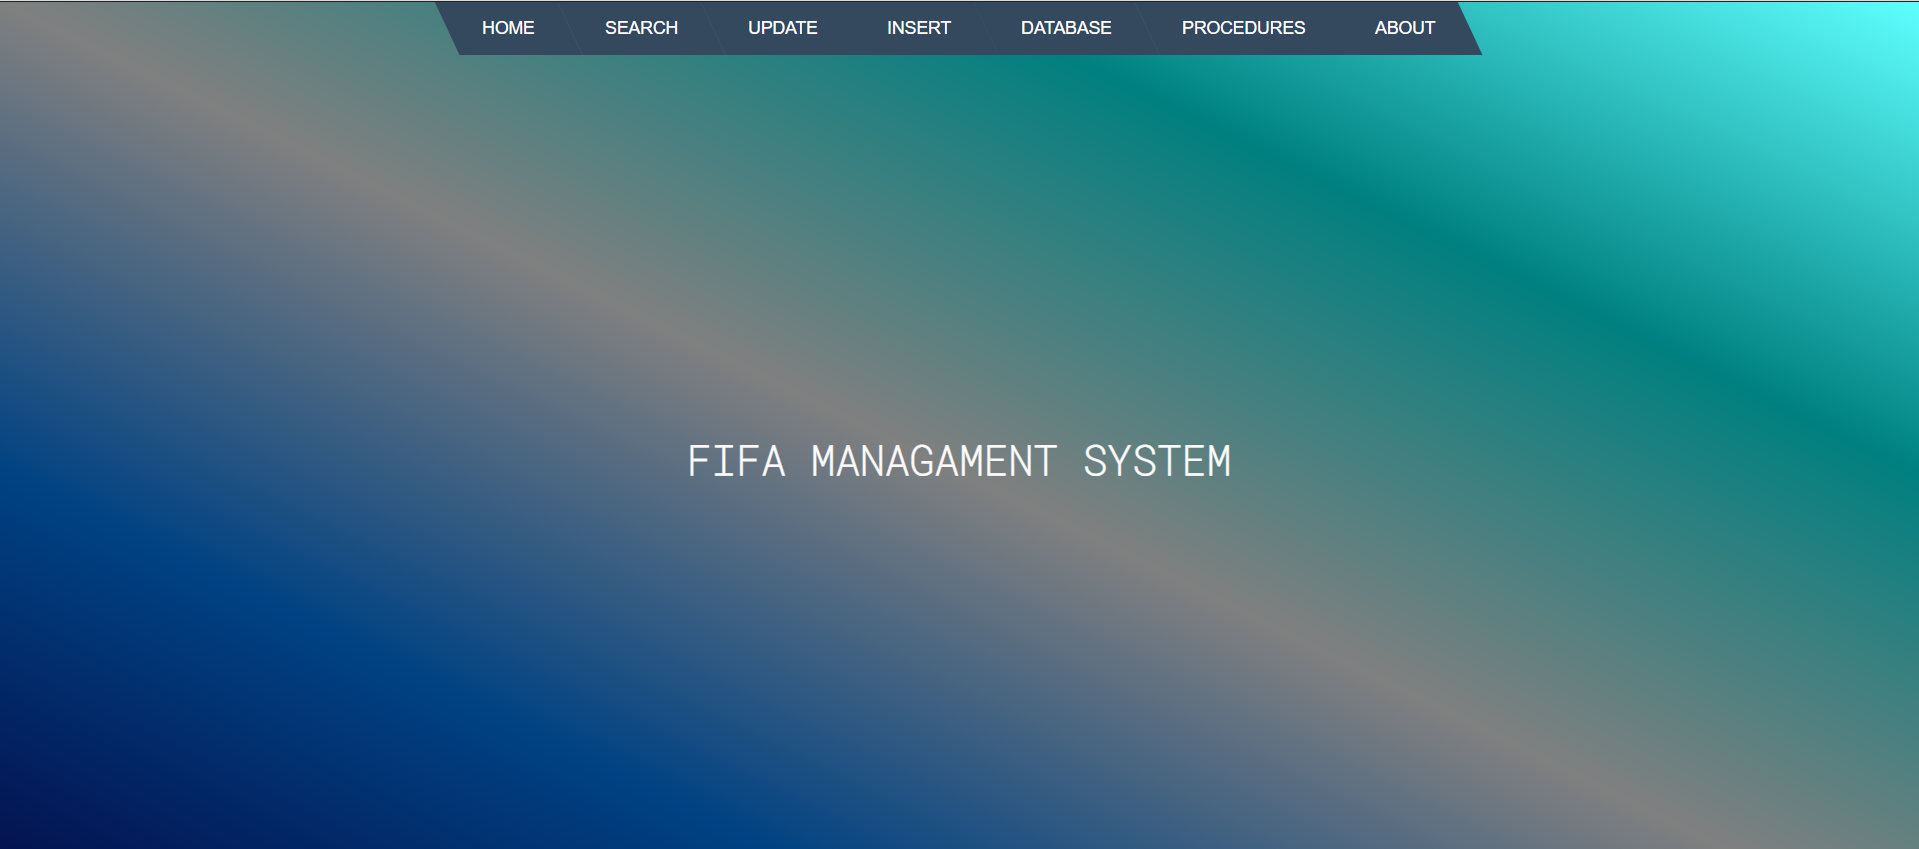 HOME SEARCH UPDATE INSERT DATABASE PROCEDURES ABOUT
FIFA MANAGAMENT SYSTEM